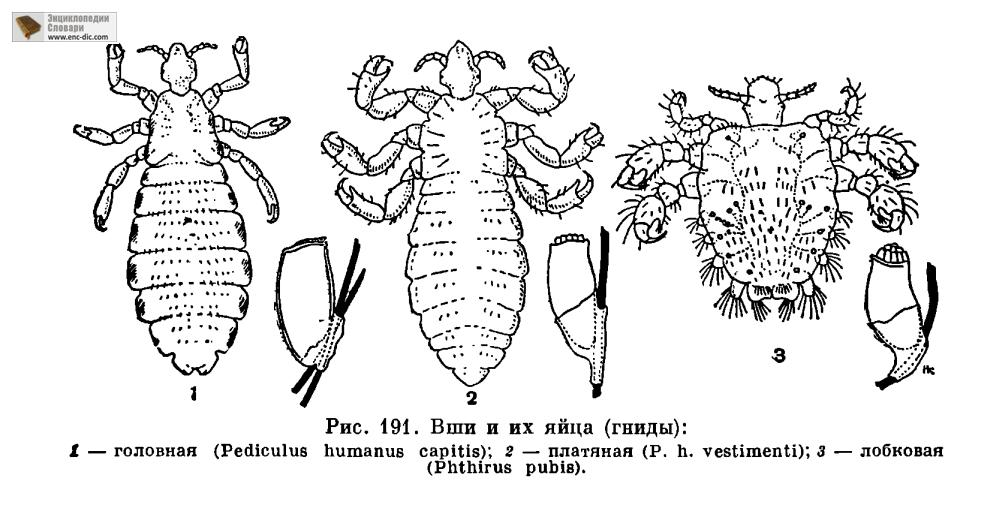 Энциклопедии
Словари
www.enc-dic.com
1
2
3
Рис. 191. Вши и их яйца (гниды):
1 — головная (Pediculus humanus capitis); 2 — платяная (P. h. vestimenti); 3 — лобковая
(Phthirus pubis).